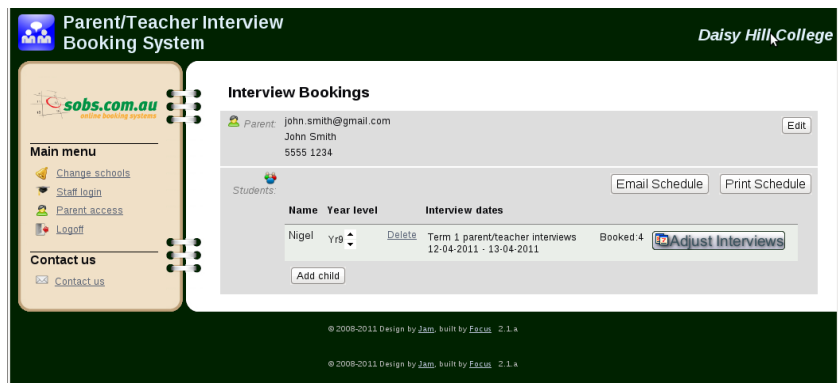 Parent/Teacher Interview
Booking System
Daisy Hill College
sobs.com.au
online booking systems
Main menu
Change schools
Staff login
Parent access
Logoff
Contact us
Contact us
Interview Bookings
Parent: john.smith@gmail.com
John Smith
5555 1234
Edit
Students:
Email Schedule Print Schedule
Name Year level Interview dates
Nigel Yr9 Delete Term 1 parent/teacher interviews Booked:4 Adjust Interviews
12-04-2011 - 13-04-2011
Add child
© 2008-2011 Design by Jam, built by Focus 2.1.a
© 2008-2011 Design by Jam, built by Focus 2.1.a